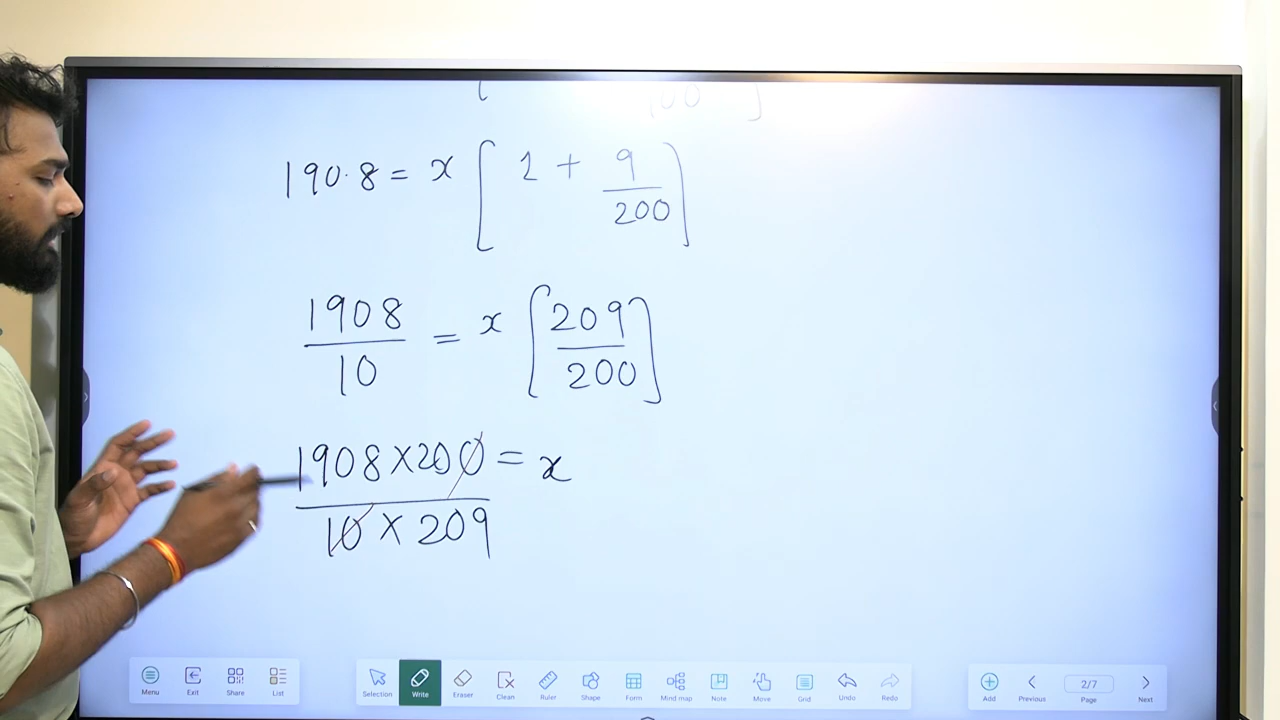 00
190.8 = x [ 1 + 9/200 ]
1908/10 = x [ 209/200 ]
1908 × 200 / 10 × 209 = x
Menu Exit Share List Selection Write Eraser Clean Ruler Shape Form Mind map Note Move Grid Undo Redo Add Previous 2/7 Page Next